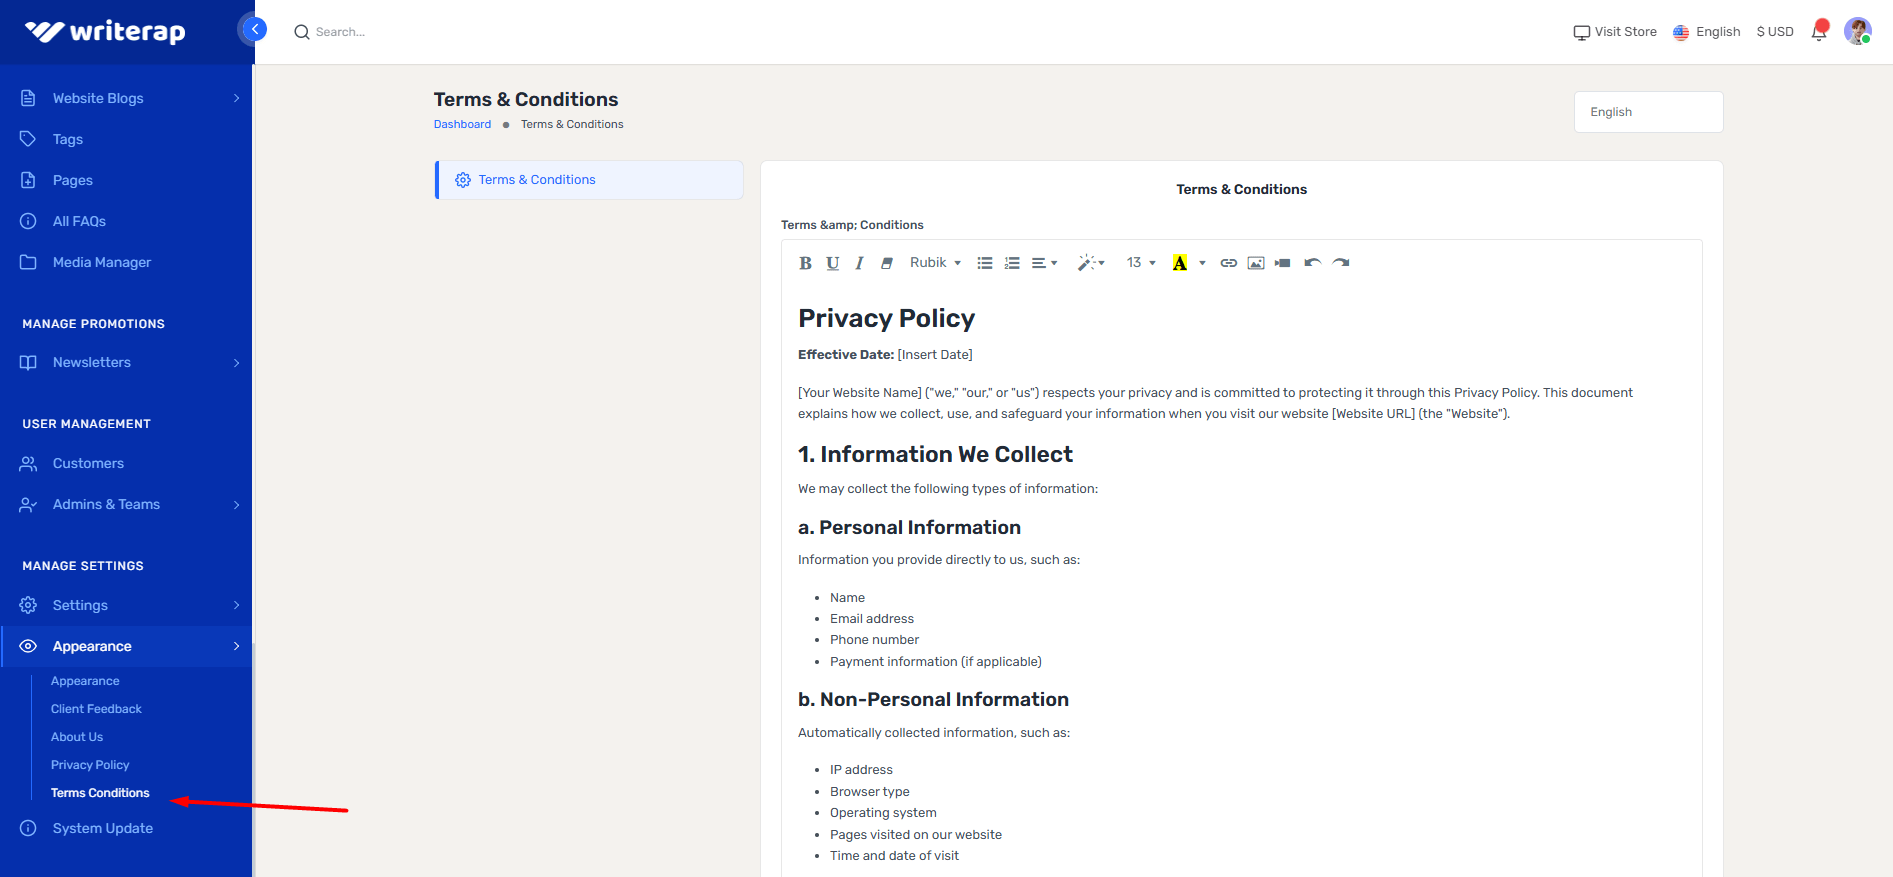 writerap
Search...
Visit Store
English
$ USD
Website Blogs
Tags
Pages
All FAQs
Media Manager
MANAGE PROMOTIONS
Newsletters
USER MANAGEMENT
Customers
Admins & Teams
MANAGE SETTINGS
Settings
Appearance
Appearance
Client Feedback
About Us
Privacy Policy
Terms Conditions
System Update
Terms & Conditions
Dashboard ● Terms & Conditions
English
Terms & Conditions
Terms & Conditions
Terms &amp; Conditions
B U I Rubik 13 A
Privacy Policy
Effective Date: [Insert Date]
[Your Website Name] ("we," "our," or "us") respects your privacy and is committed to protecting it through this Privacy Policy. This document
explains how we collect, use, and safeguard your information when you visit our website [Website URL] (the "Website").
1. Information We Collect
We may collect the following types of information:
a. Personal Information
Information you provide directly to us, such as:
• Name
• Email address
• Phone number
• Payment information (if applicable)
b. Non-Personal Information
Automatically collected information, such as:
• IP address
• Browser type
• Operating system
• Pages visited on our website
• Time and date of visit